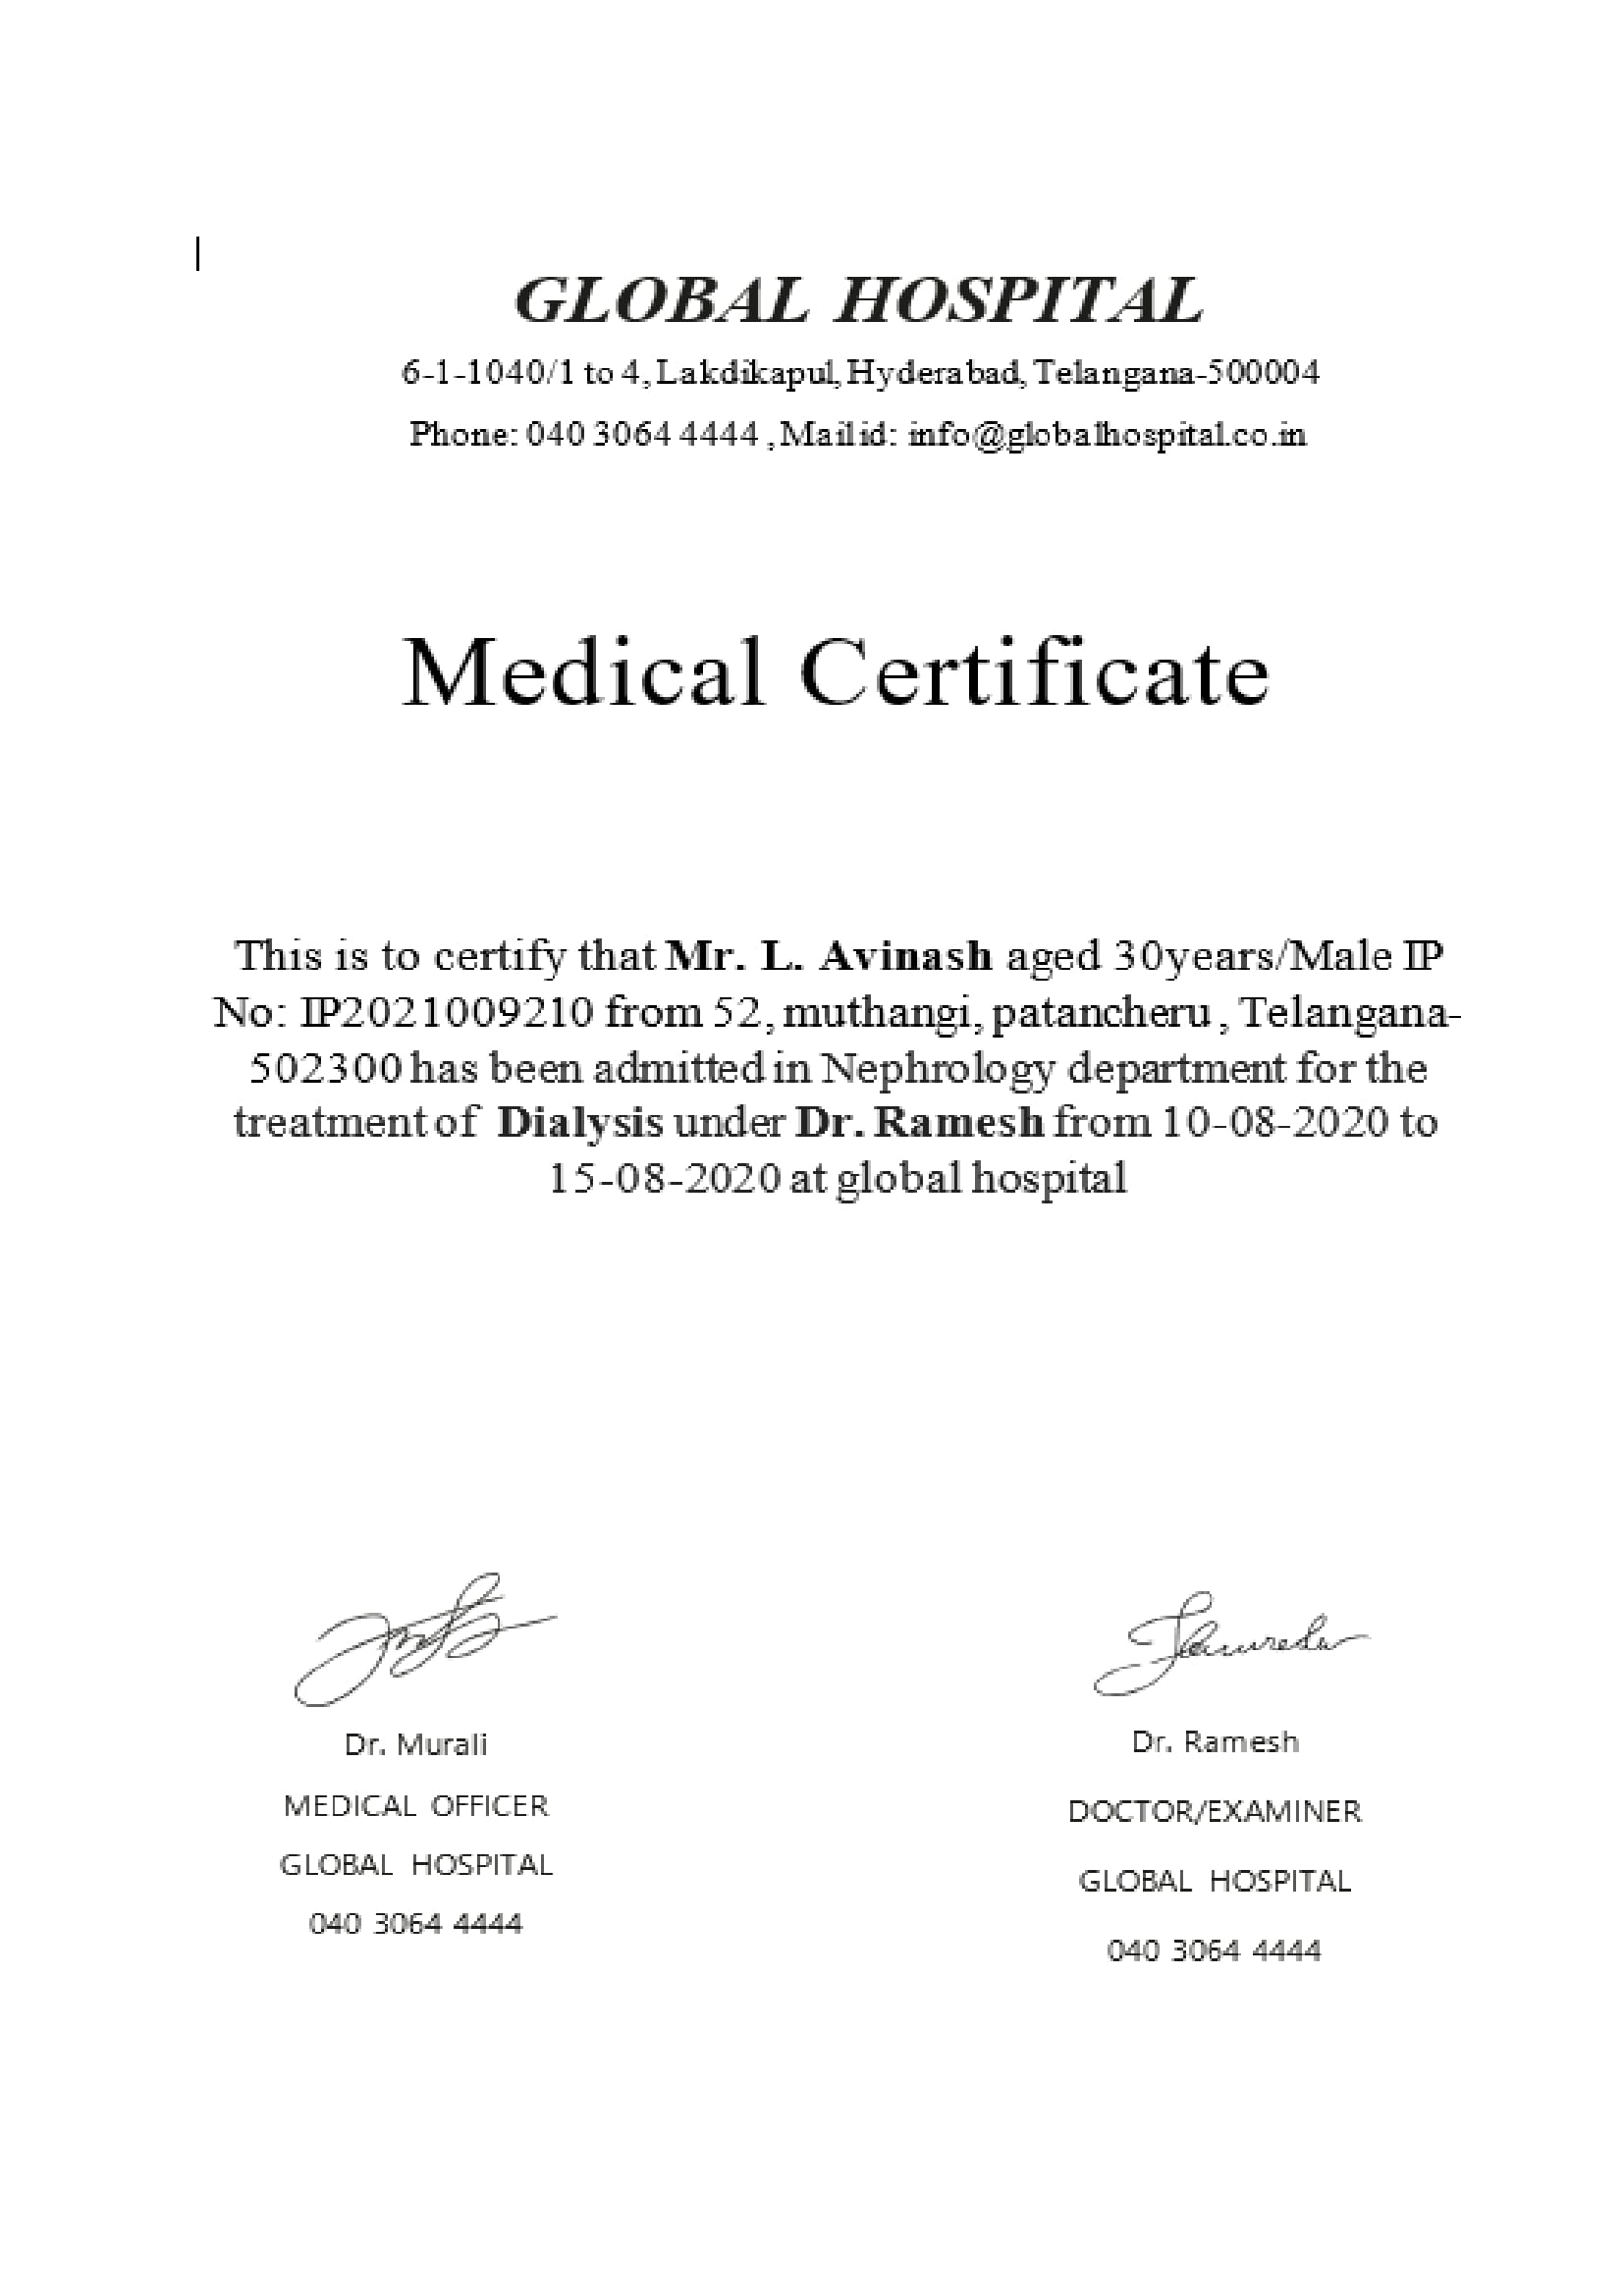 GLOBAL HOSPITAL
6-1-1040/1 to 4, Lakdikapul, Hyderabad, Telangana-500004
Phone: 040 3064 4444 , Mail id: info@globalhospital.co.in
Medical Certificate
This is to certify that Mr. L. Avinash aged 30years/Male IP
No: IP2021009210 from 52, muthangi, patancheru , Telangana-
502300 has been admitted in Nephrology department for the
treatment of Dialysis under Dr. Ramesh from 10-08-2020 to
15-08-2020 at global hospital
Dr. Murali
MEDICAL OFFICER
GLOBAL HOSPITAL
040 3064 4444
Dr. Ramesh
DOCTOR/EXAMINER
GLOBAL HOSPITAL
040 3064 4444